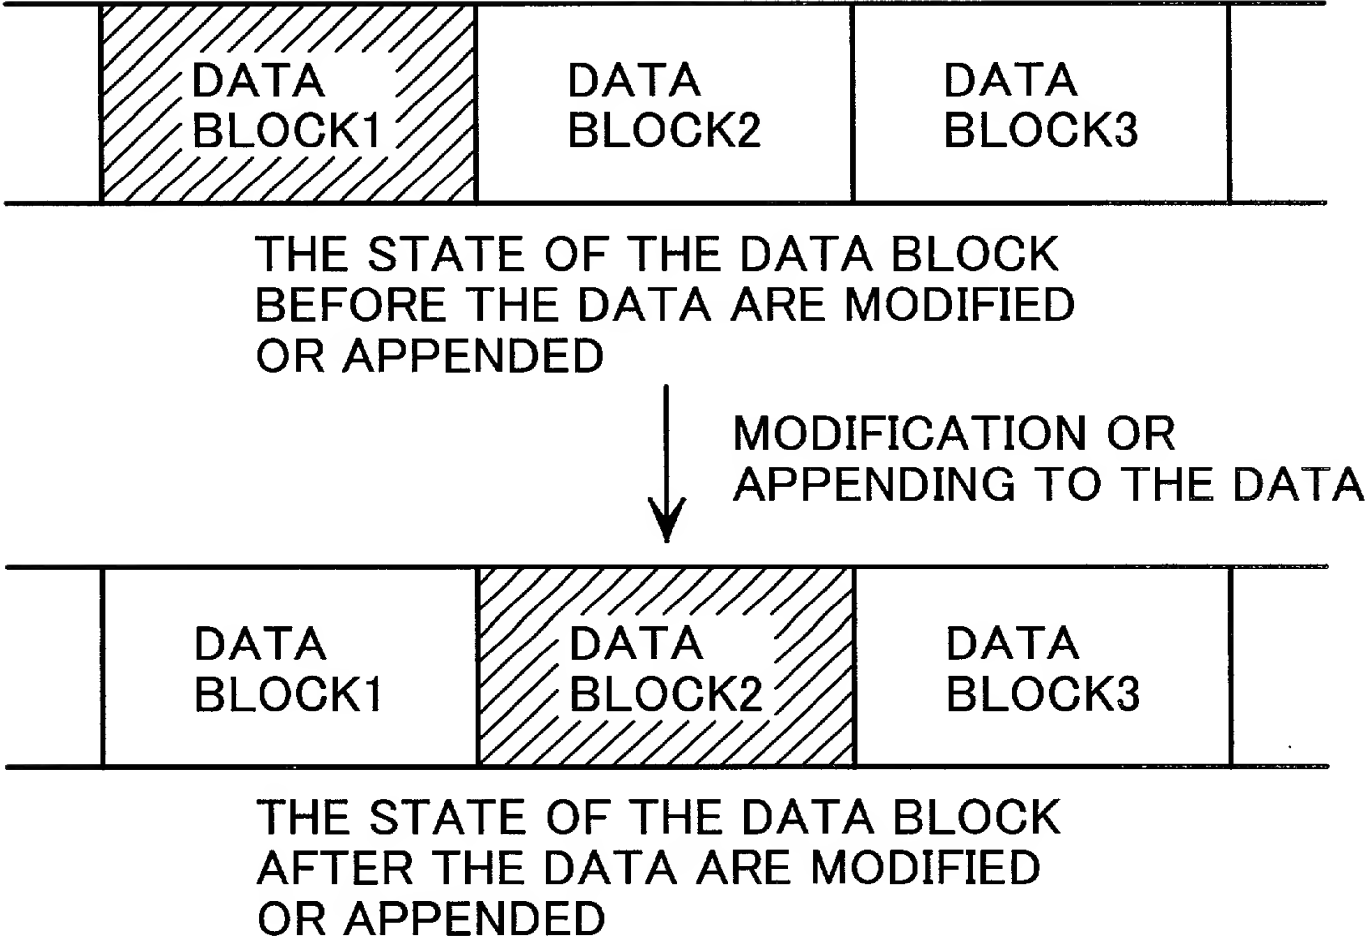 DATA
BLOCK1
DATA
BLOCK2
DATA
BLOCK3
THE STATE OF THE DATA BLOCK
BEFORE THE DATA ARE MODIFIED
OR APPENDED
MODIFICATION OR
APPENDING TO THE DATA
DATA
BLOCK1
DATA
BLOCK2
DATA
BLOCK3
THE STATE OF THE DATA BLOCK
AFTER THE DATA ARE MODIFIED
OR APPENDED